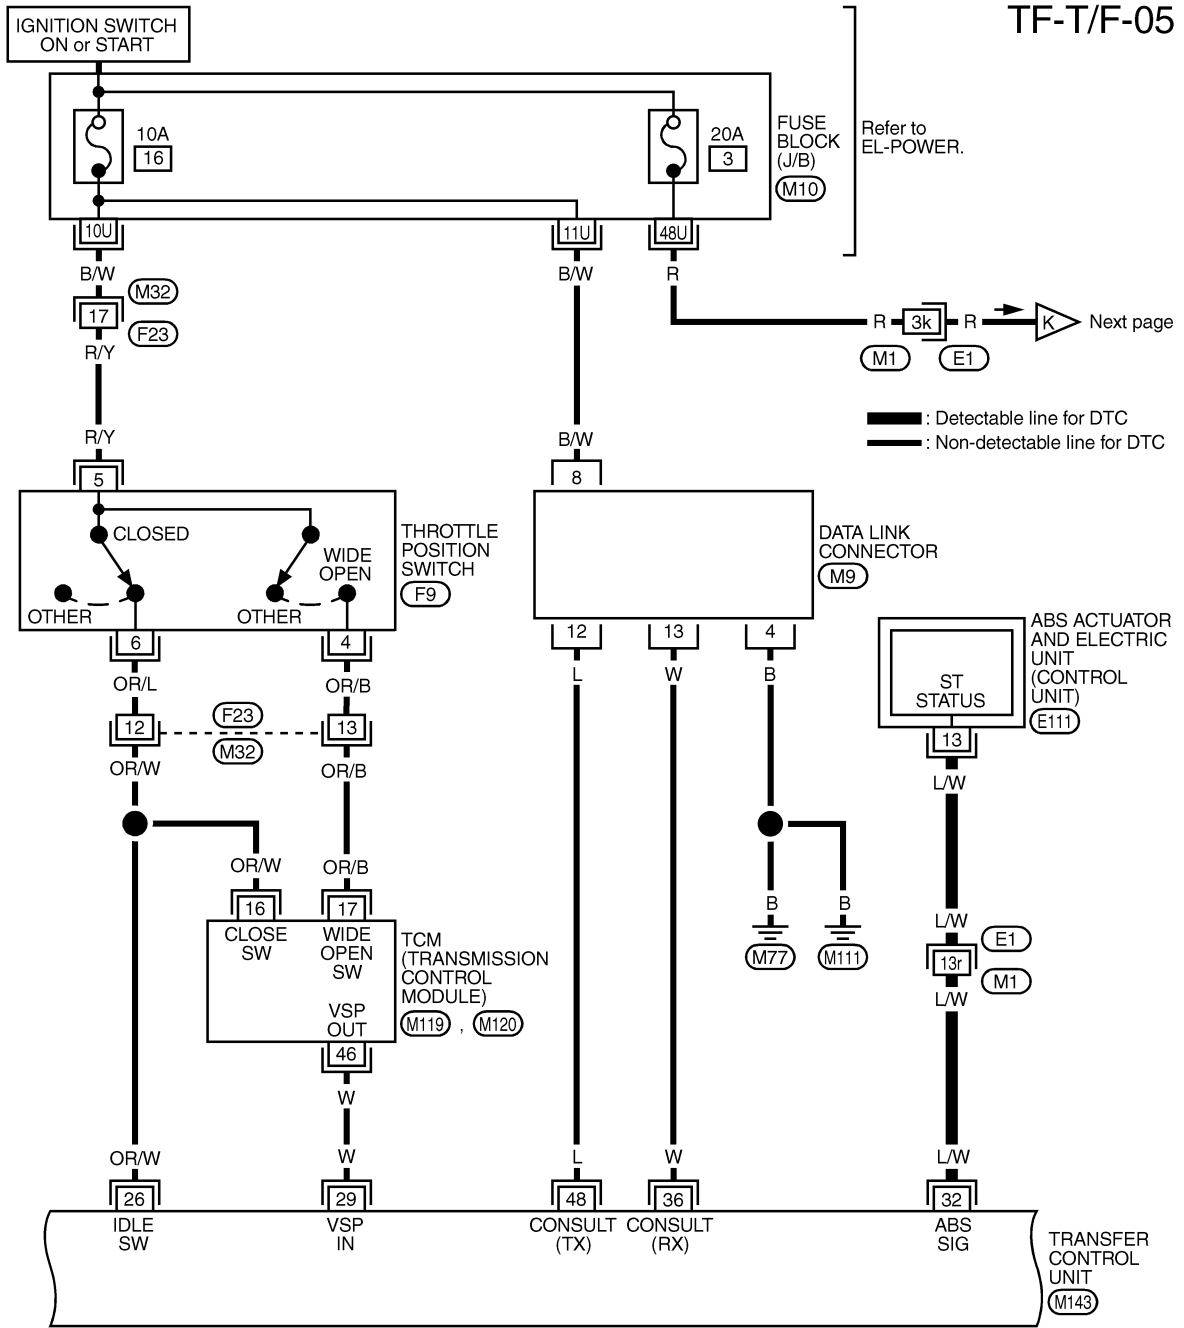 TF-T/F-05
IGNITION SWITCH
ON or START
10A
16
20A
3
FUSE
BLOCK
(J/B)
M10
Refer to
EL-POWER.
10U
11U
48U
B/W
B/W
R
M32
17
F23
R/Y
R
3k
R
K
Next page
M1
E1
: Detectable line for DTC
: Non-detectable line for DTC
R/Y
B/W
5
8
CLOSED
WIDE
OPEN
OTHER
OTHER
THROTTLE
POSITION
SWITCH
F9
DATA LINK
CONNECTOR
M9
6
4
12
13
4
ABS ACTUATOR
AND ELECTRIC
UNIT
(CONTROL
UNIT)
E111
ST
STATUS
OR/L
OR/B
L
W
B
12
F23
M32
13
13
OR/W
OR/B
L/W
OR/W
OR/B
16
17
B
B
M77
M111
L/W
E1
13r
M1
L/W
CLOSE
SW
WIDE
OPEN
SW
VSP
OUT
TCM
(TRANSMISSION
CONTROL
MODULE)
M119 , M120
46
W
OR/W
W
L
W
L/W
26
29
48
36
32
IDLE
SW
VSP
IN
CONSULT
(TX)
CONSULT
(RX)
ABS
SIG
TRANSFER
CONTROL
UNIT
M143